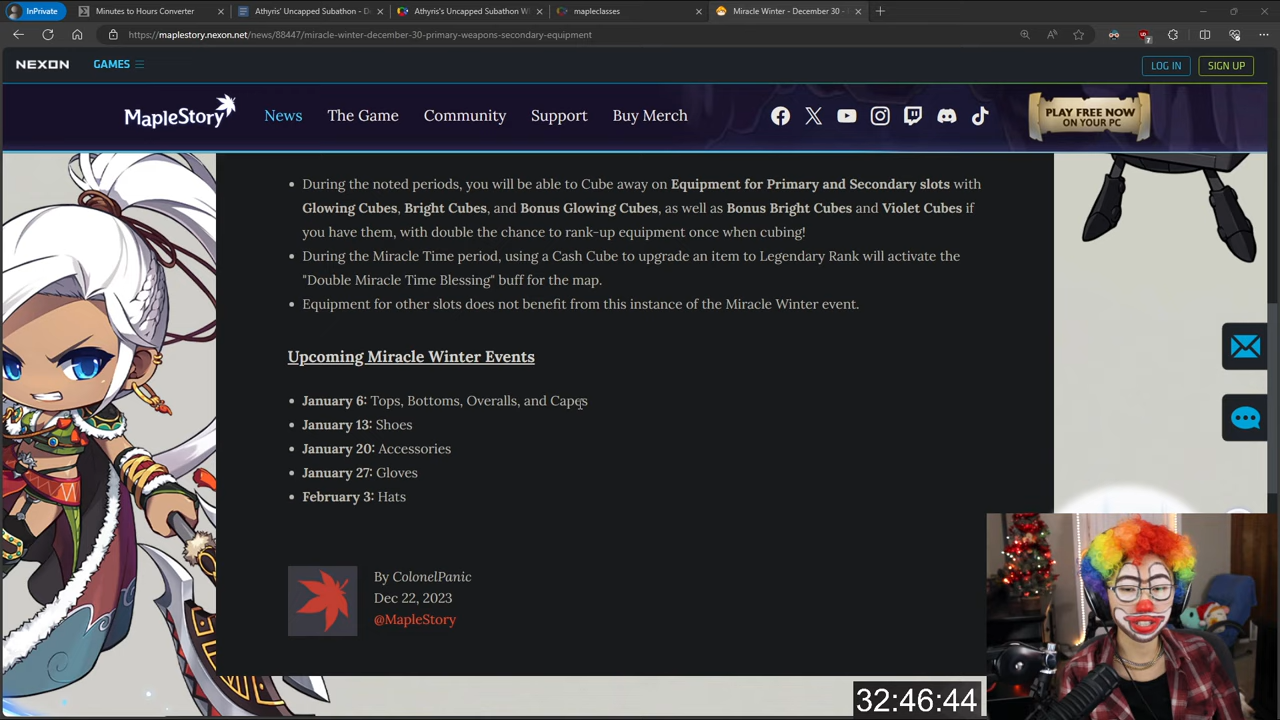 InPrivate
Minutes to Hours Converter
Athyris' Uncapped Subathon - D
Athyris's Uncapped Subathon W
mapleclasses
Miracle Winter - December 30 -
https://maplestory.nexon.net/news/88447/miracle-winter-december-30-primary-weapons-secondary-equipment
NEXON
GAMES
LOG IN
SIGN UP
MapleStory
News
The Game
Community
Support
Buy Merch
PLAY FREE NOW
ON YOUR PC
During the noted periods, you will be able to Cube away on Equipment for Primary and Secondary slots with
Glowing Cubes, Bright Cubes, and Bonus Glowing Cubes, as well as Bonus Bright Cubes and Violet Cubes if
you have them, with double the chance to rank-up equipment once when cubing!
During the Miracle Time period, using a Cash Cube to upgrade an item to Legendary Rank will activate the
"Double Miracle Time Blessing" buff for the map.
Equipment for other slots does not benefit from this instance of the Miracle Winter event.
Upcoming Miracle Winter Events
January 6: Tops, Bottoms, Overalls, and Capes
January 13: Shoes
January 20: Accessories
January 27: Gloves
February 3: Hats
By ColonelPanic
Dec 22, 2023
@MapleStory
32:46:44